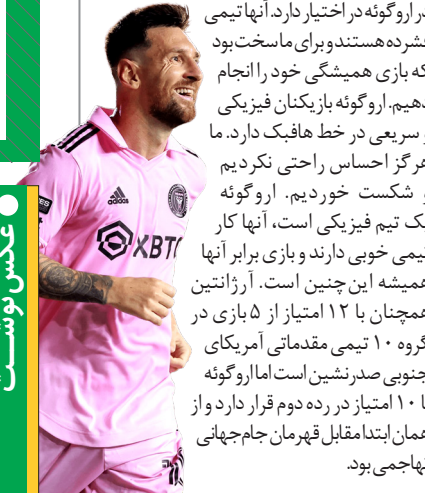 در اروگوئه در اختیار دارد. آنها تیمی
فشرده هستند و برای ما سخت بود
که بازی همیشگی خود را انجام
دهیم. اروگوئه بازیکنان فیزیکی
و سریعی در خط هافبک دارد. ما
هرگز احساس راحتی نکردیم
و شکست خوردیم. اروگوئه
یک تیم فیزیکی است، آنها کار
تیمی خوبی دارند و بازی برابر آنها
همیشه این چنین است. آرژانتین
همچنان با ۱۲ امتیاز از ۵ بازی در
گروه ۱۰ تیمی مقدماتی آمریکای
جنوبی صدرنشین است اما اروگوئه
با ۱۰ امتیاز در رده دوم قرار دارد و از
همان ابتدا مقابل قهرمان جام‌جهانی
تهاجمی بود.
عکس نوشت
adidas
XBTO